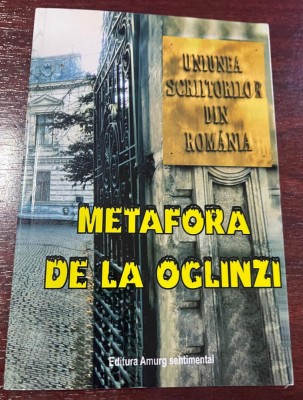 UNIUNEA
SCRIITORILOR
DIN
ROMÂNIA
METAFORA
DE LA OGLINZI
Editura Amurg sentimental